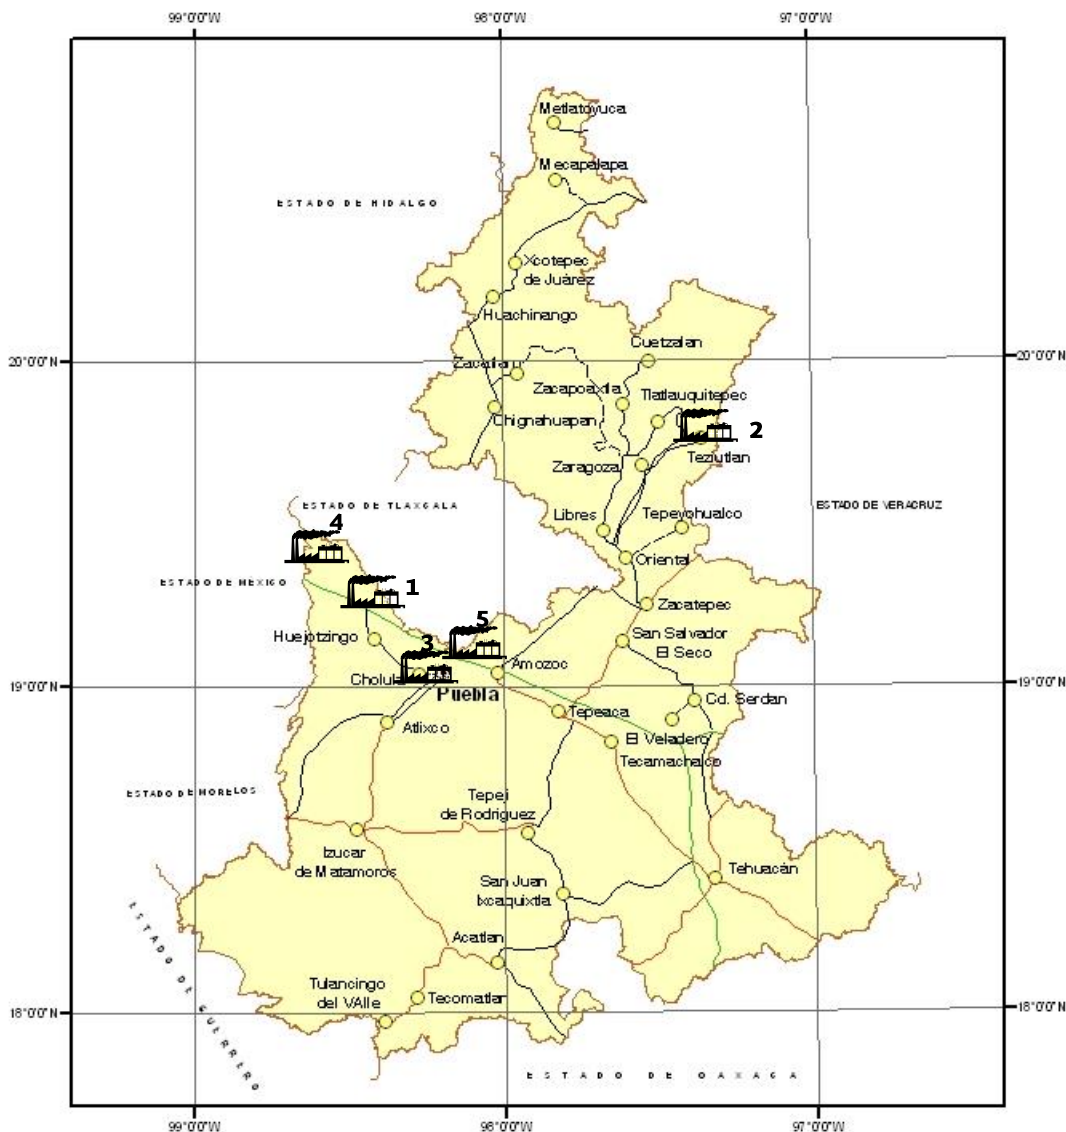 99°0'0"W 98°0'0"W 97°0'0"W
Metlatoyuca
Mecapalapa
ESTADO DE HIDALGO
Xcotepec
de Juárez
Huachinango
20°0'0"N
20°0'0"N
Cuetzalan
Zacatlan
Zacapoaxtla
Tlatlauquitepec
Chignahuapan
2
Teziutlan
Zaragoza
ESTADO DE TLAXCALA
ESTADO DE VERACRUZ
4
Libres
Tepeyohualco
Oriental
ESTADO DE MÉXICO
1
Zacatepec
5
Huejotzingo
San Salvador
El Seco
3
Amozoc
Cholula
19°0'0"N
19°0'0"N
Puebla
Cd. Serdan
Tepeaca
Atlixco
El Veladero
Tecamachalco
ESTADO DE MORELOS
Tepeji
de Rodriguez
Izucar
de Matamoros
Tehuacàn
San Juan
Ixcaquixtla
ESTADO DE GUERRERO
Acatlan
Tulancingo
del VAlle
Tecomatlan
18°0'0"N
18°0'0"N
ESTADO DE OAXAGA
99°0'0"W 98°0'0"W 97°0'0"W